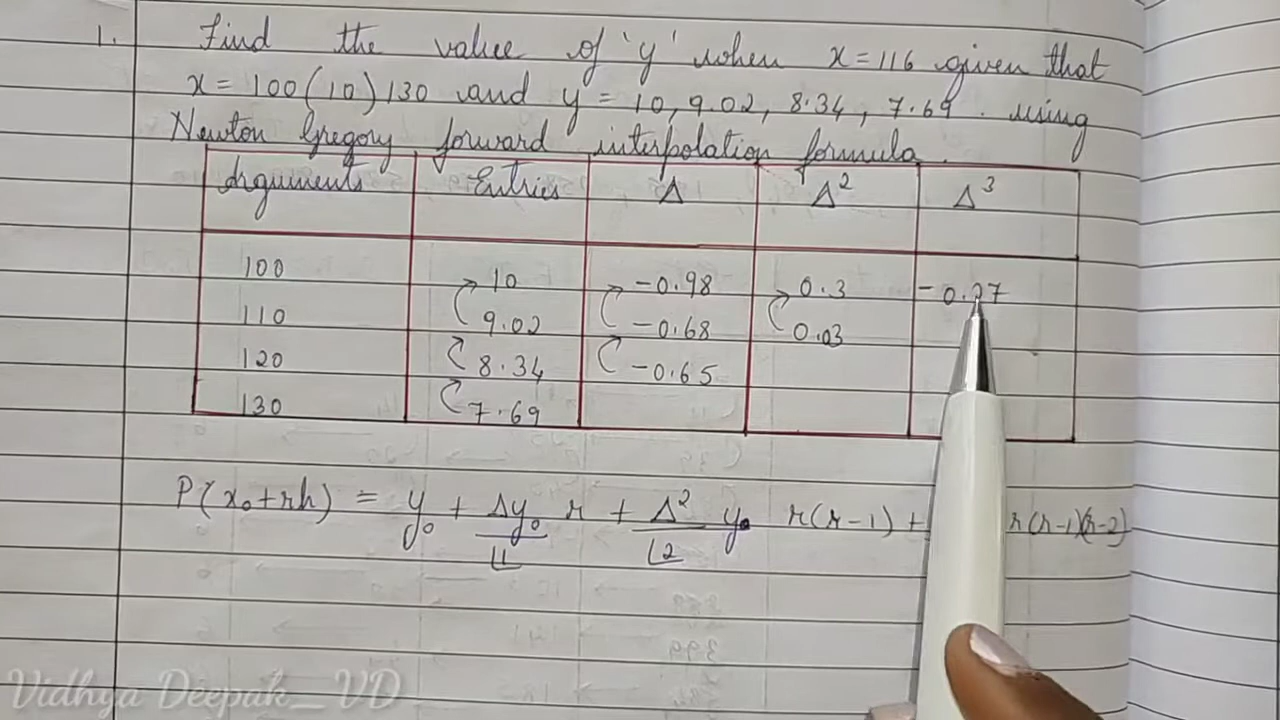 1. Find the value of 'y' when x = 116 given that
x = 100 (10) 130 and y = 10, 9.02, 8.34, 7.69 . using
Newton Gregory forward interpolation formula.
Arguments Entries Δ Δ² Δ³
100 10 -0.98 0.3 -0.27
110 9.02 -0.68 0.03
120 8.34 -0.65
130 7.69
P(x₀+rh) = y₀ + Δy₀/∟1 r + Δ²/∟2 y₀ r(r-1) + r(r-1)(r-2)
Vidhya Deepak_VD